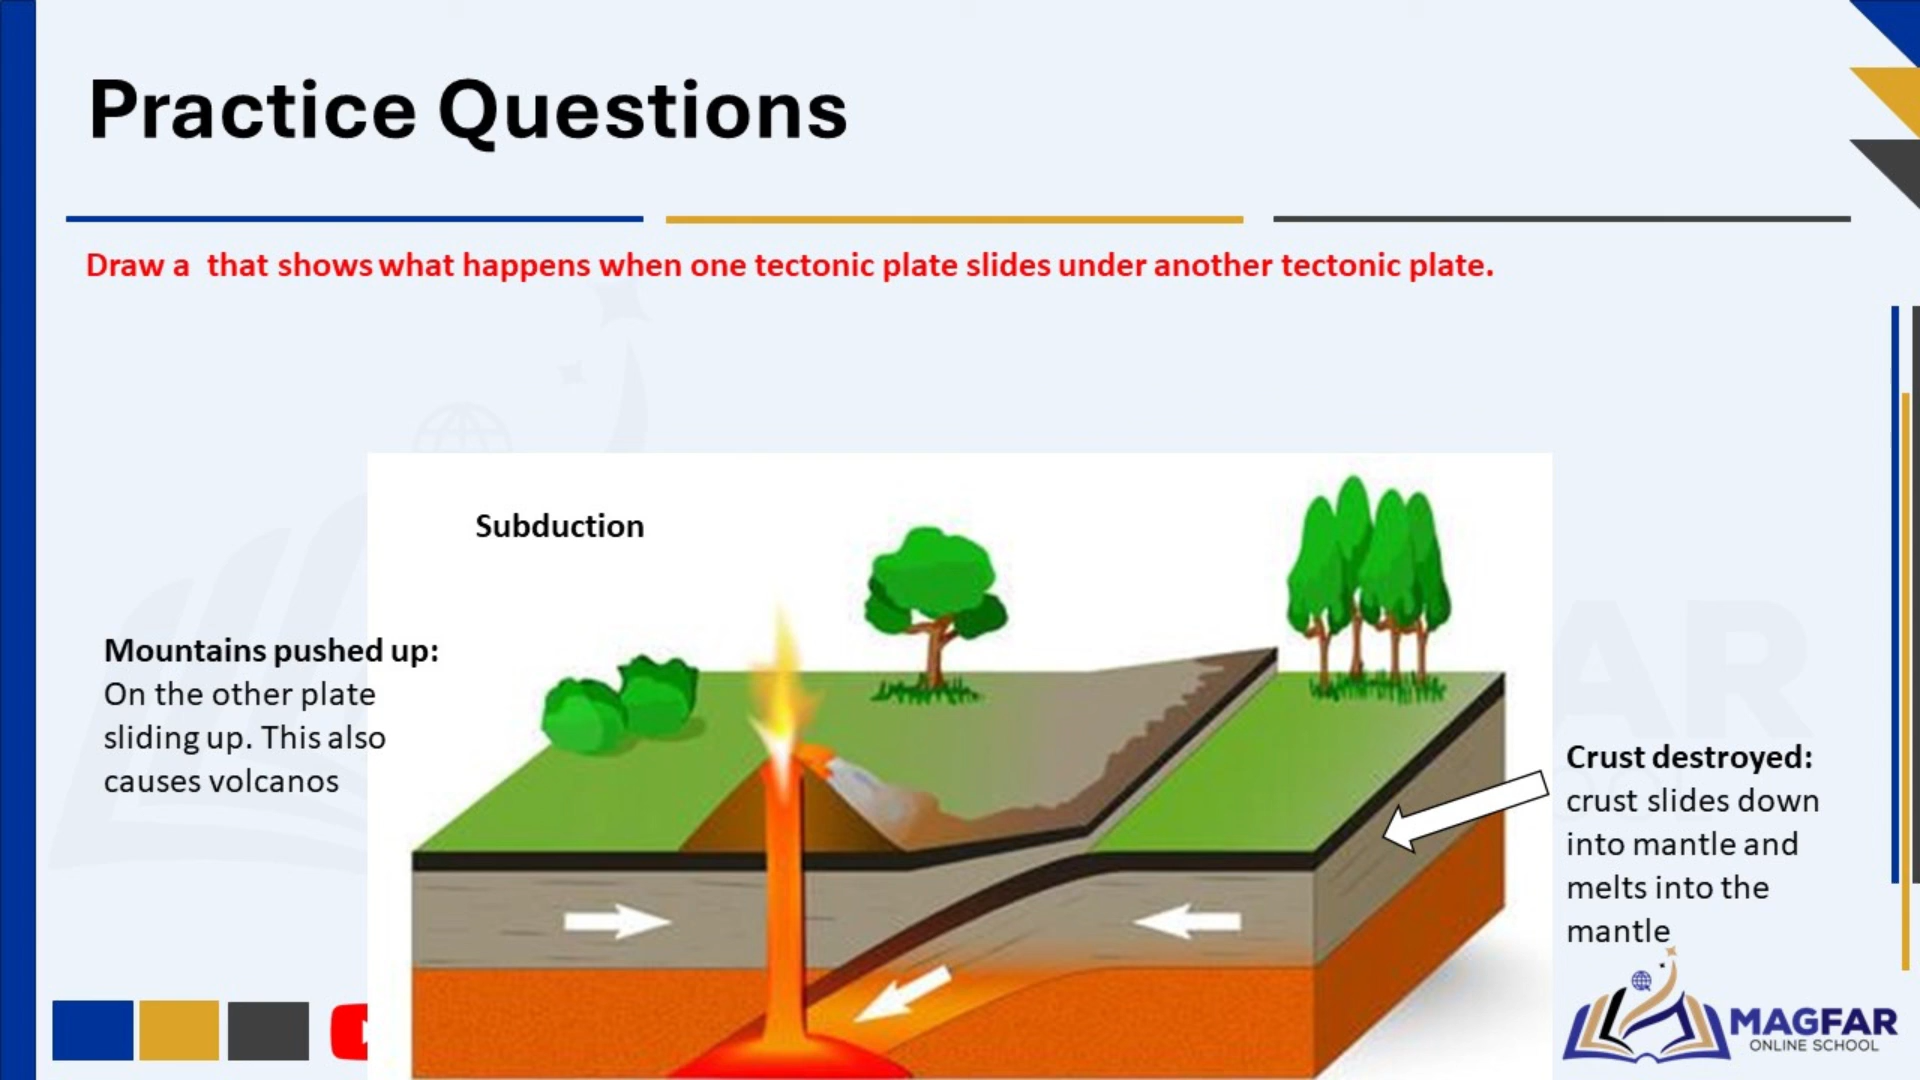 Practice Questions
Draw a that shows what happens when one tectonic plate slides under another tectonic plate.
Subduction
Mountains pushed up:
On the other plate
sliding up. This also
causes volcanos
Crust destroyed:
crust slides down
into mantle and
melts into the
mantle
MAGFAR
ONLINE SCHOOL